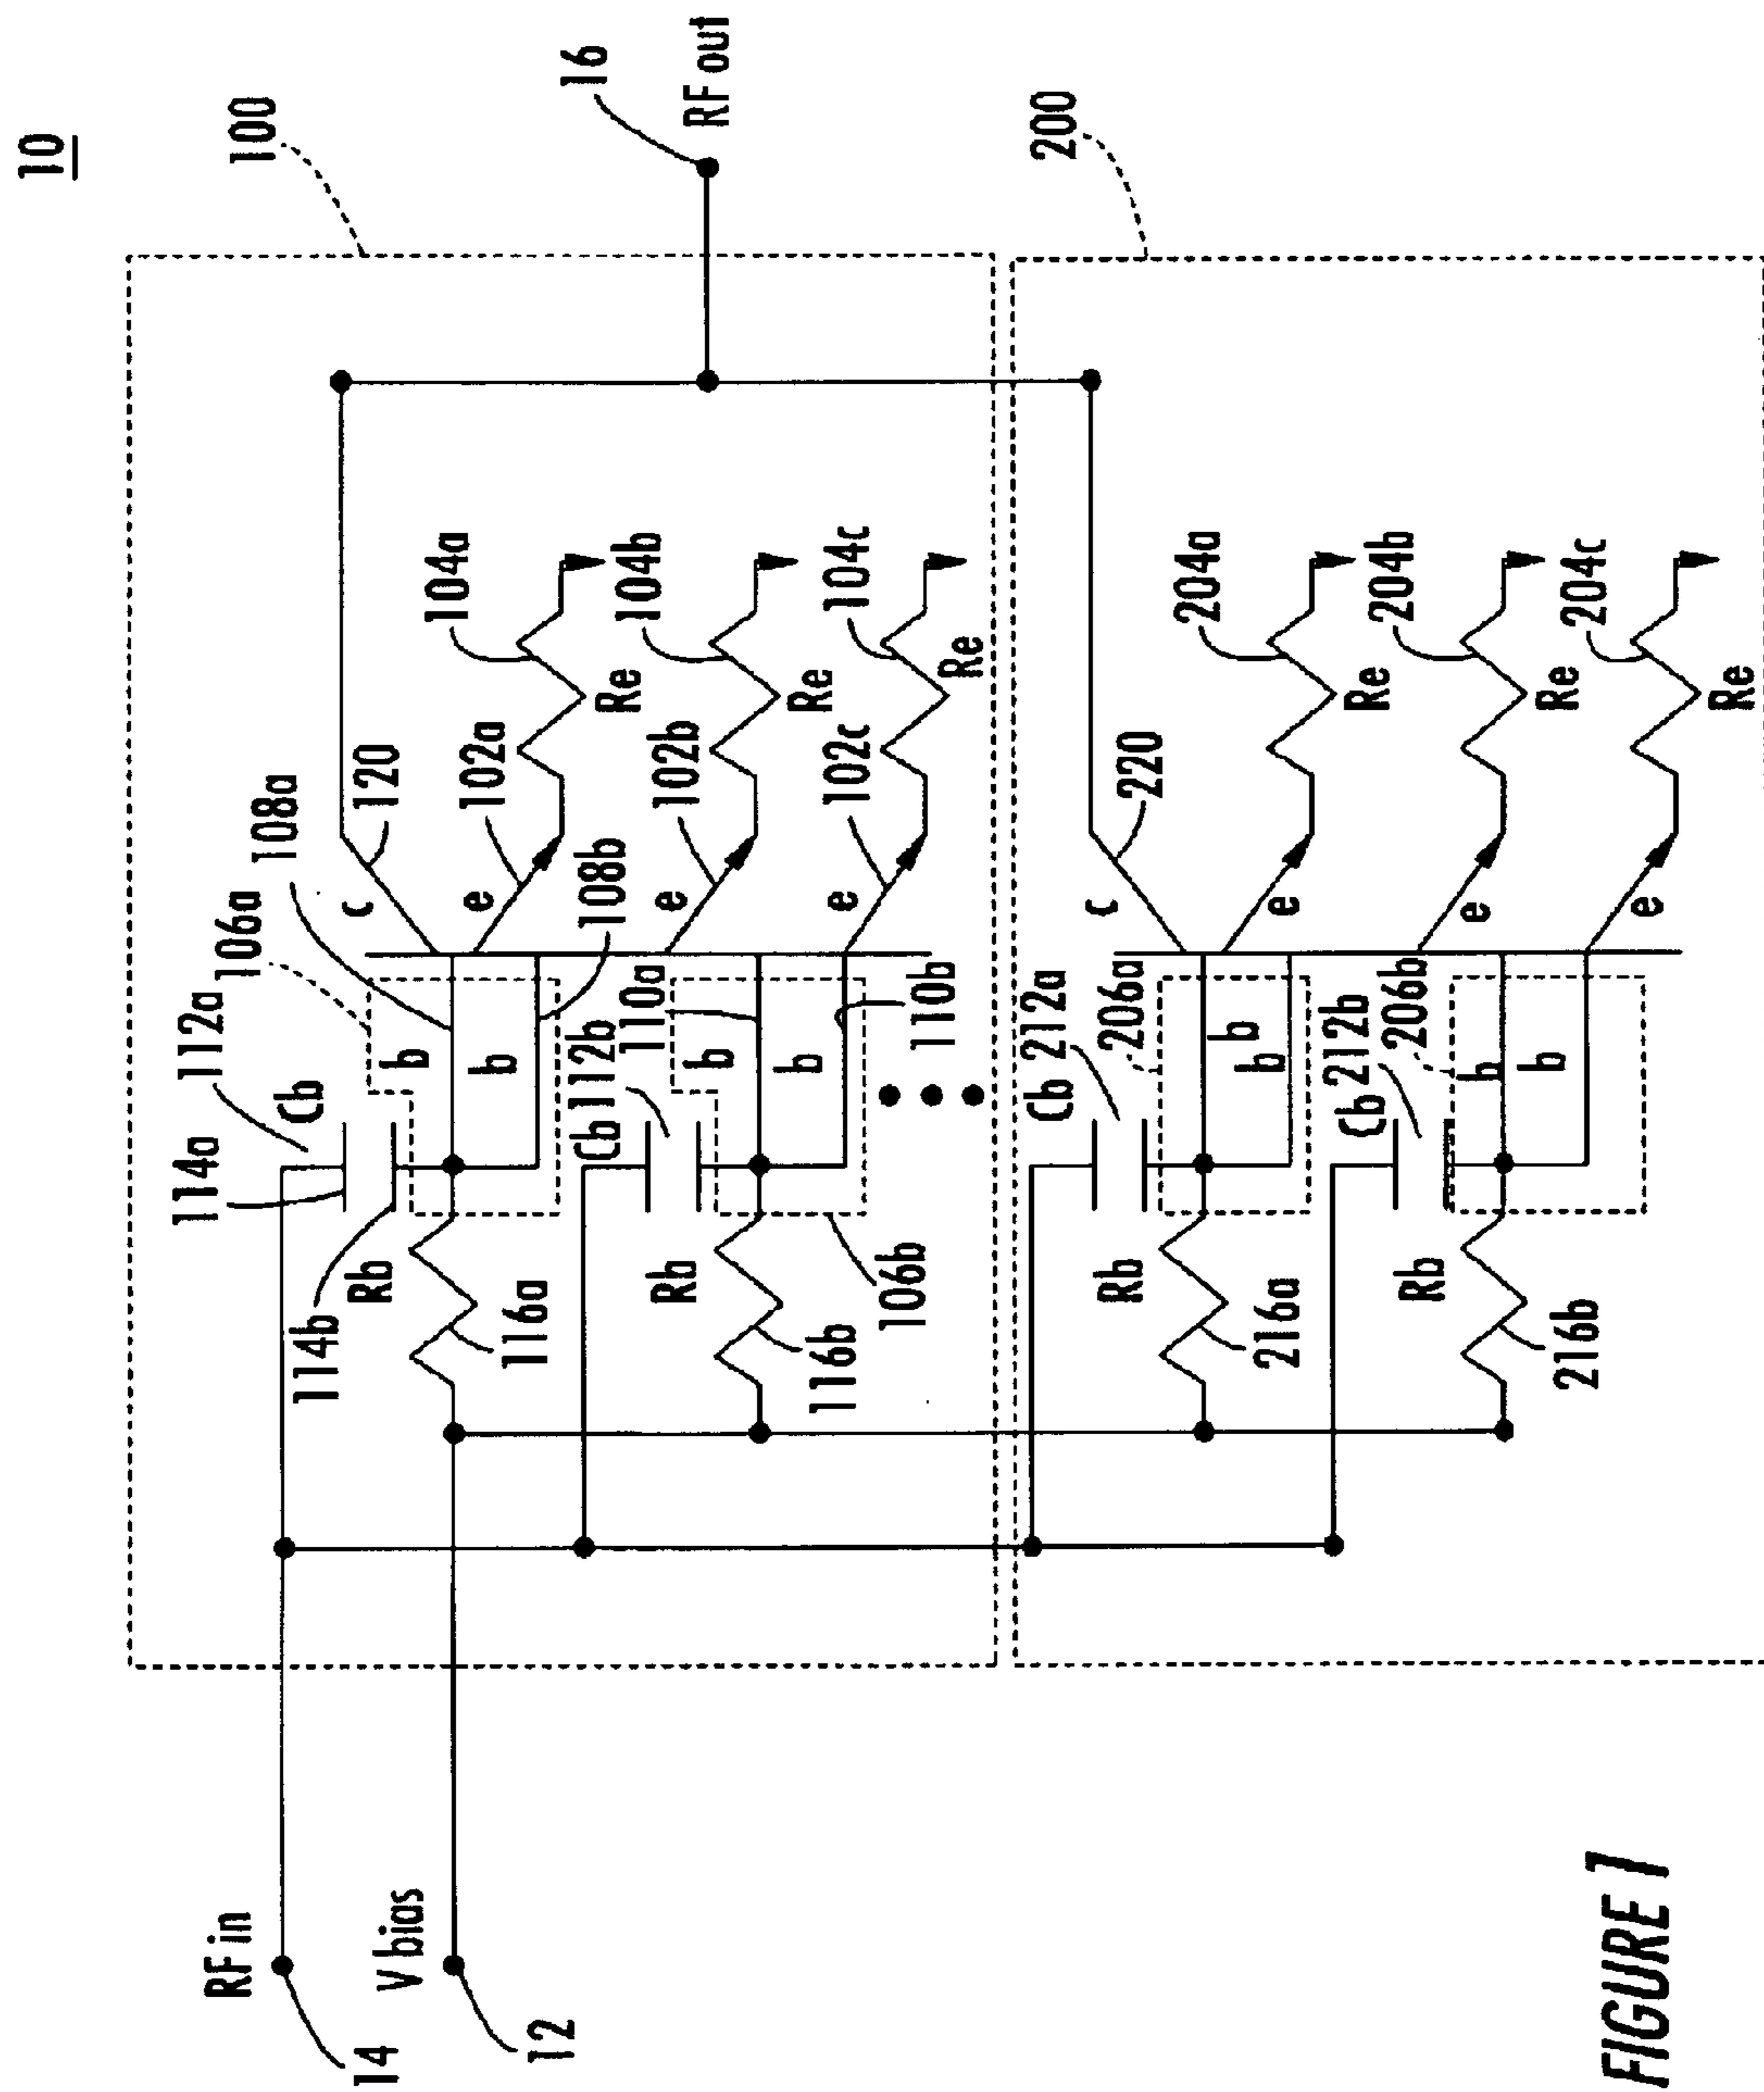 10
100
RF in
14
V bias
12
114a
112a
Cb
106a
108a
c
120
16
RF out
114b
Rb
116a
b
b
108b
e
102a
104a
Re
Cb
112b
110a
Rb
116b
106b
b
b
110b
e
102b
104b
Re
e
102c
104c
Re
200
Cb
212a
206a
c
220
Rb
216a
b
b
e
204a
Re
Cb
212b
206b
Rb
216b
b
b
e
204b
Re
e
204c
Re
FIGURE 1